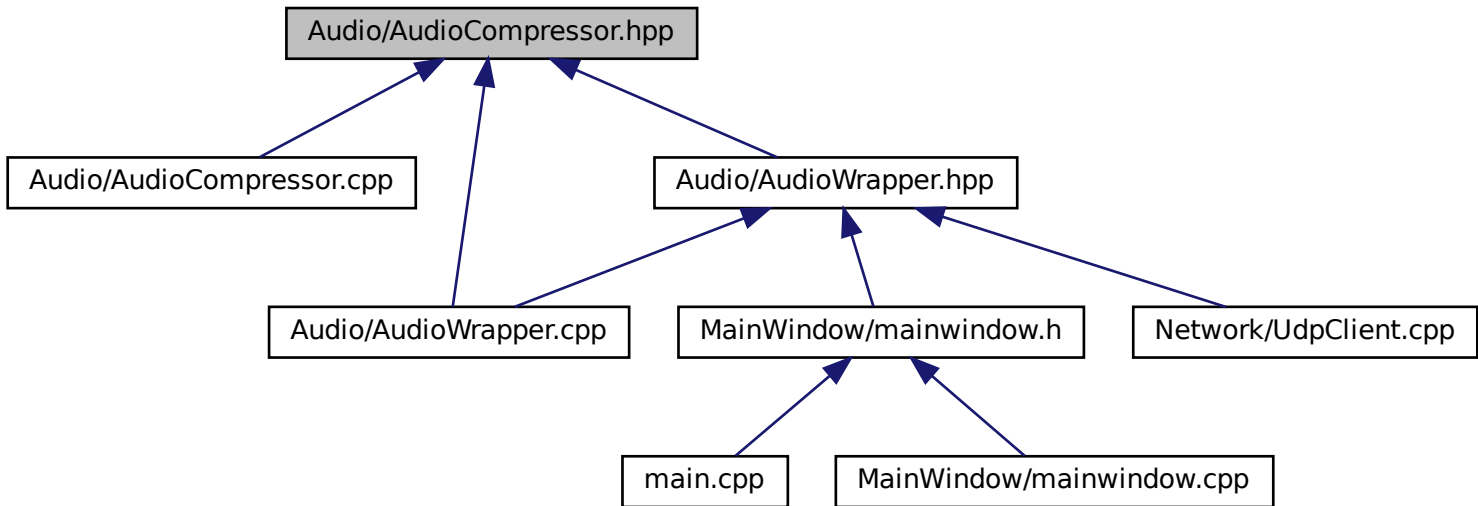 Audio/AudioCompressor.hpp
Audio/AudioCompressor.cpp
Audio/AudioWrapper.hpp
Audio/AudioWrapper.cpp
MainWindow/mainwindow.h
Network/UdpClient.cpp
main.cpp
MainWindow/mainwindow.cpp